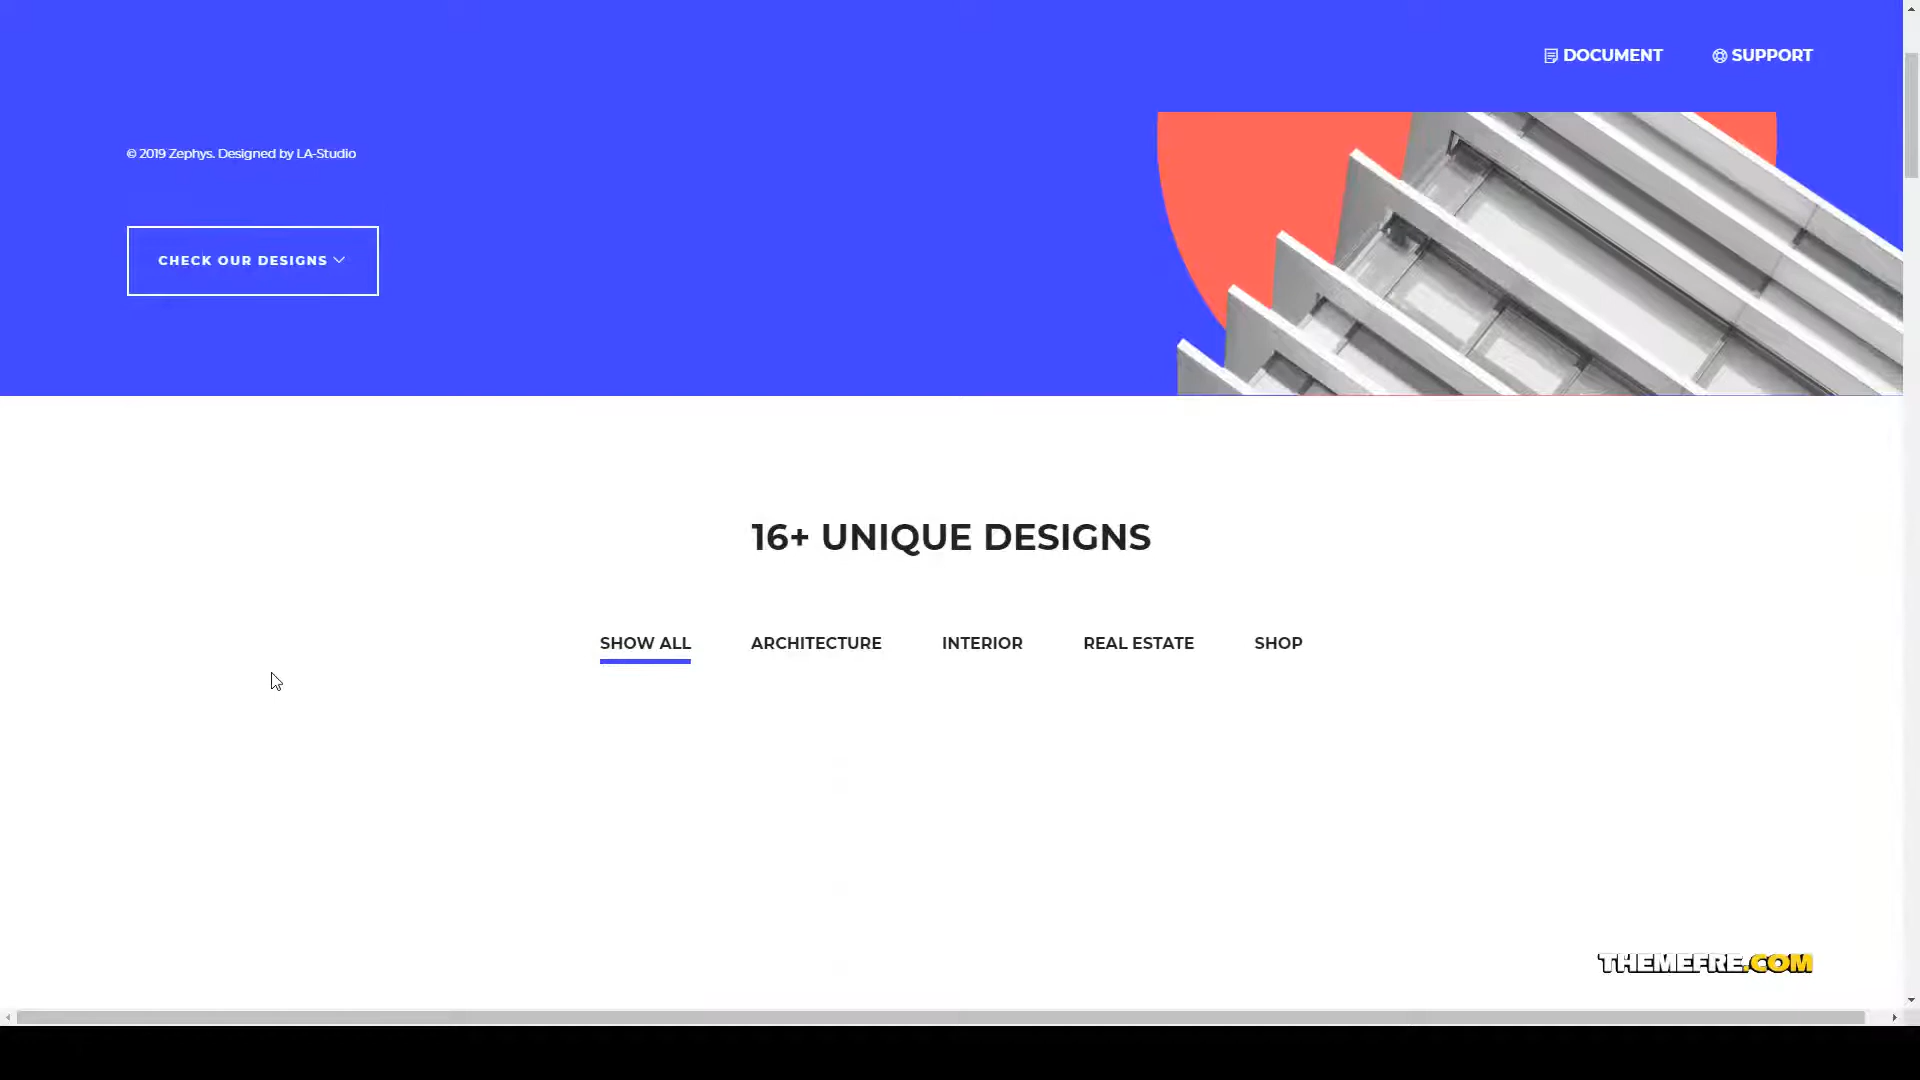 DOCUMENT SUPPORT
© 2019 Zephys. Designed by LA-Studio
CHECK OUR DESIGNS
16+ UNIQUE DESIGNS
SHOW ALL ARCHITECTURE INTERIOR REAL ESTATE SHOP
THEMEFRE.COM